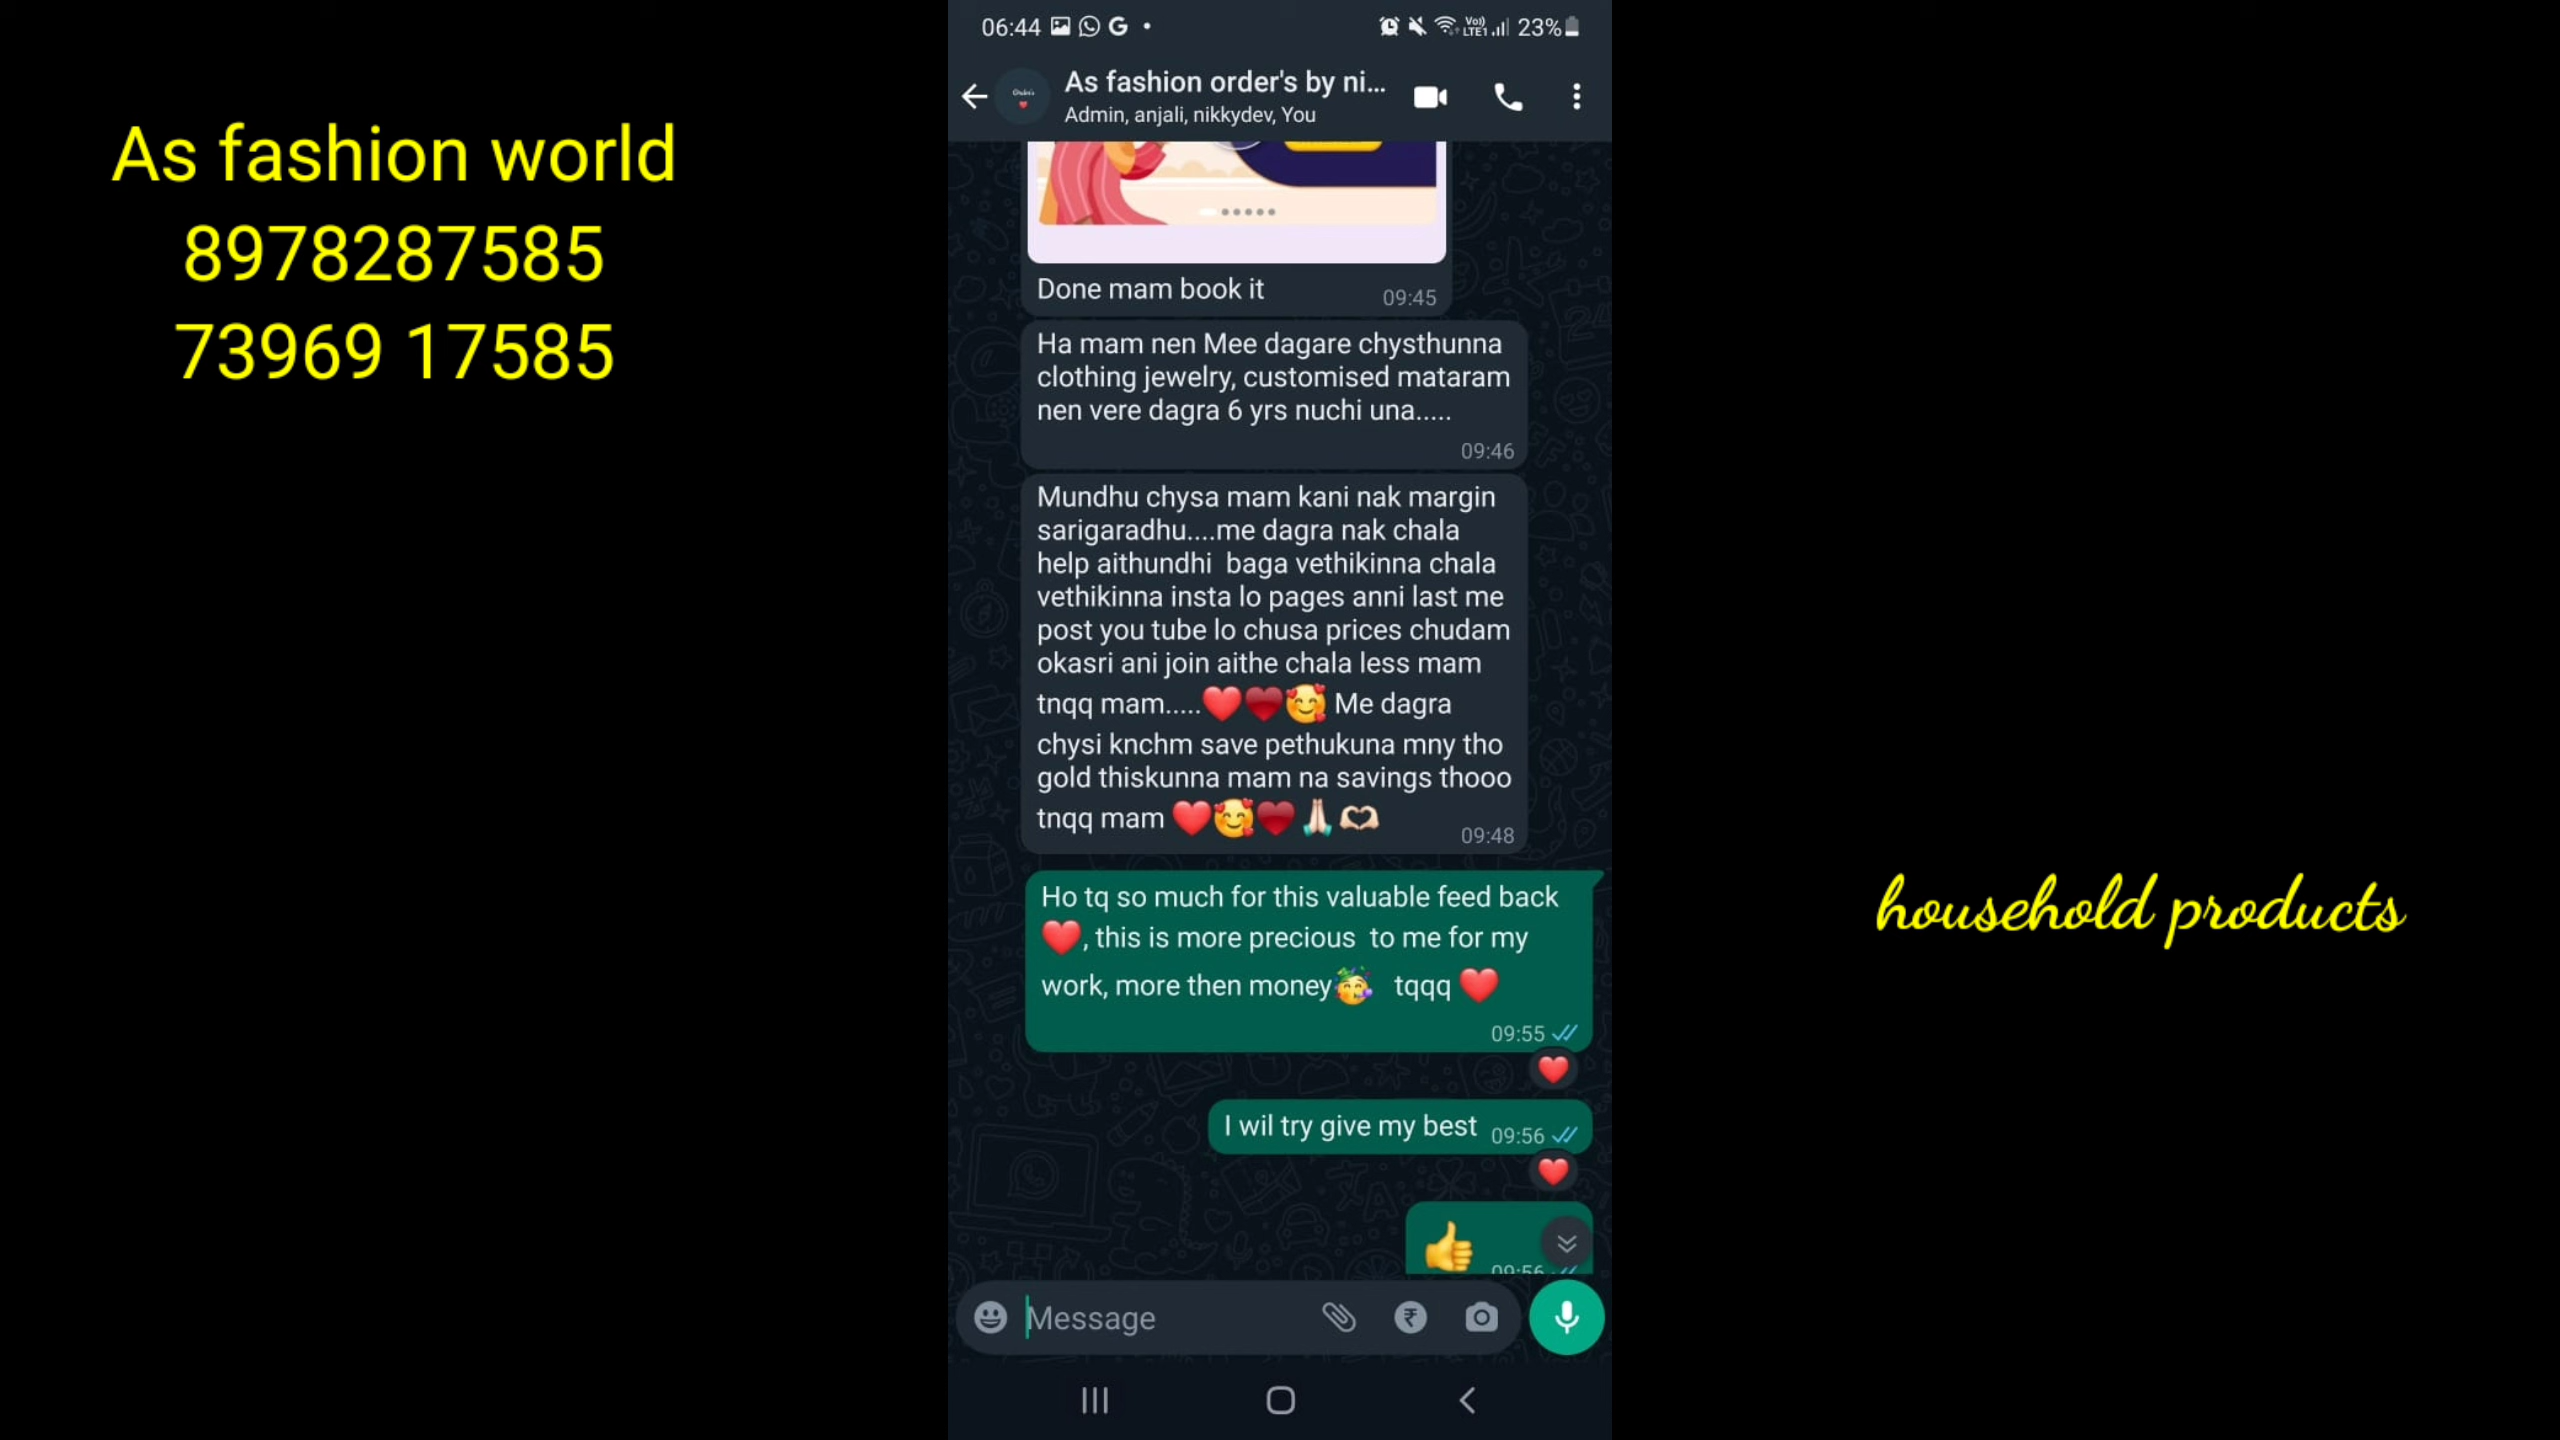 As fashion world
8978287585
73969 17585
06:44
23%
As fashion order's by ni...
Admin, anjali, nikkydev, You
Done mam book it
09:45
Ha mam nen Mee dagare chysthunna
clothing jewelry, customised mataram
nen vere dagra 6 yrs nuchi una.....
09:46
Mundhu chysa mam kani nak margin
sarigaradhu....me dagra nak chala
help aithundhi  baga vethikinna chala
vethikinna insta lo pages anni last me
post you tube lo chusa prices chudam
okasri ani join aithe chala less mam
tnqq mam.....❤️❤️🥰 Me dagra
chysi knchm save pethukuna mny tho
gold thiskunna mam na savings thooo
tnqq mam ❤️🥰❤️🙏🏻🫶🏻
09:48
Ho tq so much for this valuable feed back
❤️, this is more precious  to me for my
work, more then money🥳  tqqq ❤️
09:55
I wil try give my best
09:56
👍
09:56
Message
household products